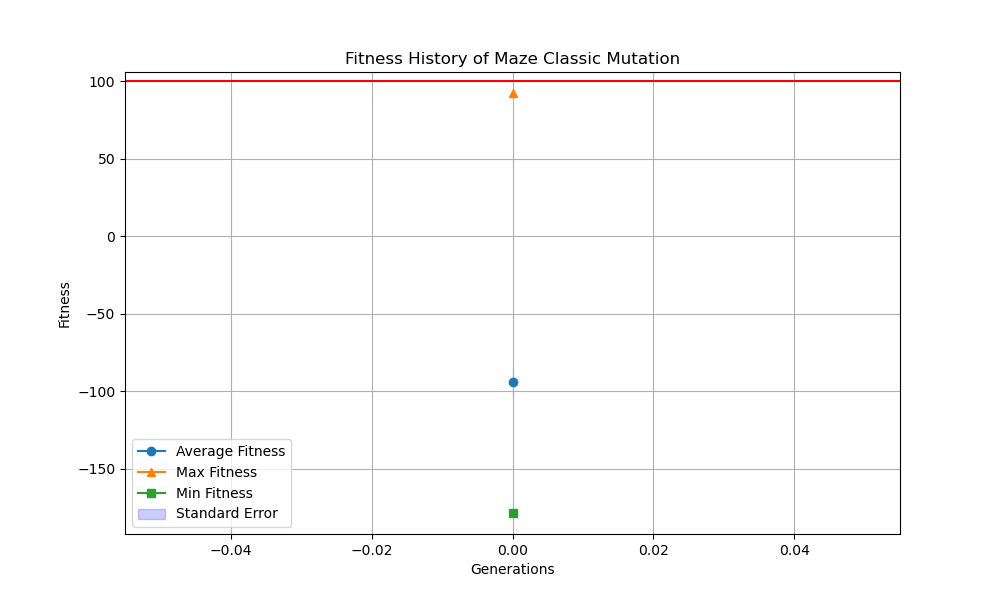 Fitness History of Maze Classic Mutation
100
50
0
−50
−100
−150
Fitness
Average Fitness
Max Fitness
Min Fitness
Standard Error
−0.04
−0.02
0.00
0.02
0.04
Generations